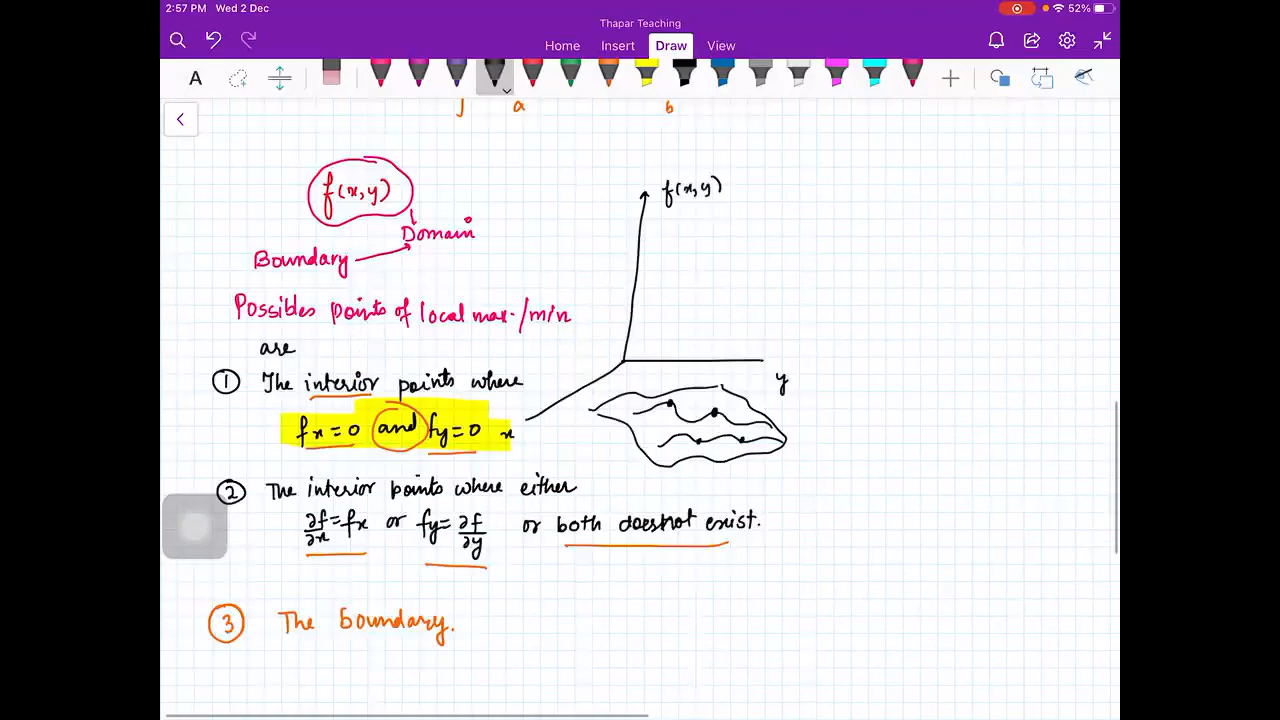 2:57 PM Wed 2 Dec
52%
Thapar Teaching
Home Insert Draw View
A
a b
f(x,y)
Domain
Boundary
Possibles points of local max./min
are
① The interior points where
fx=0 and fy=0
② The interior points where either
∂f/∂x=fx or fy=∂f/∂y or both doesnot exist.
③ The boundary.
f(x,y)
y
x